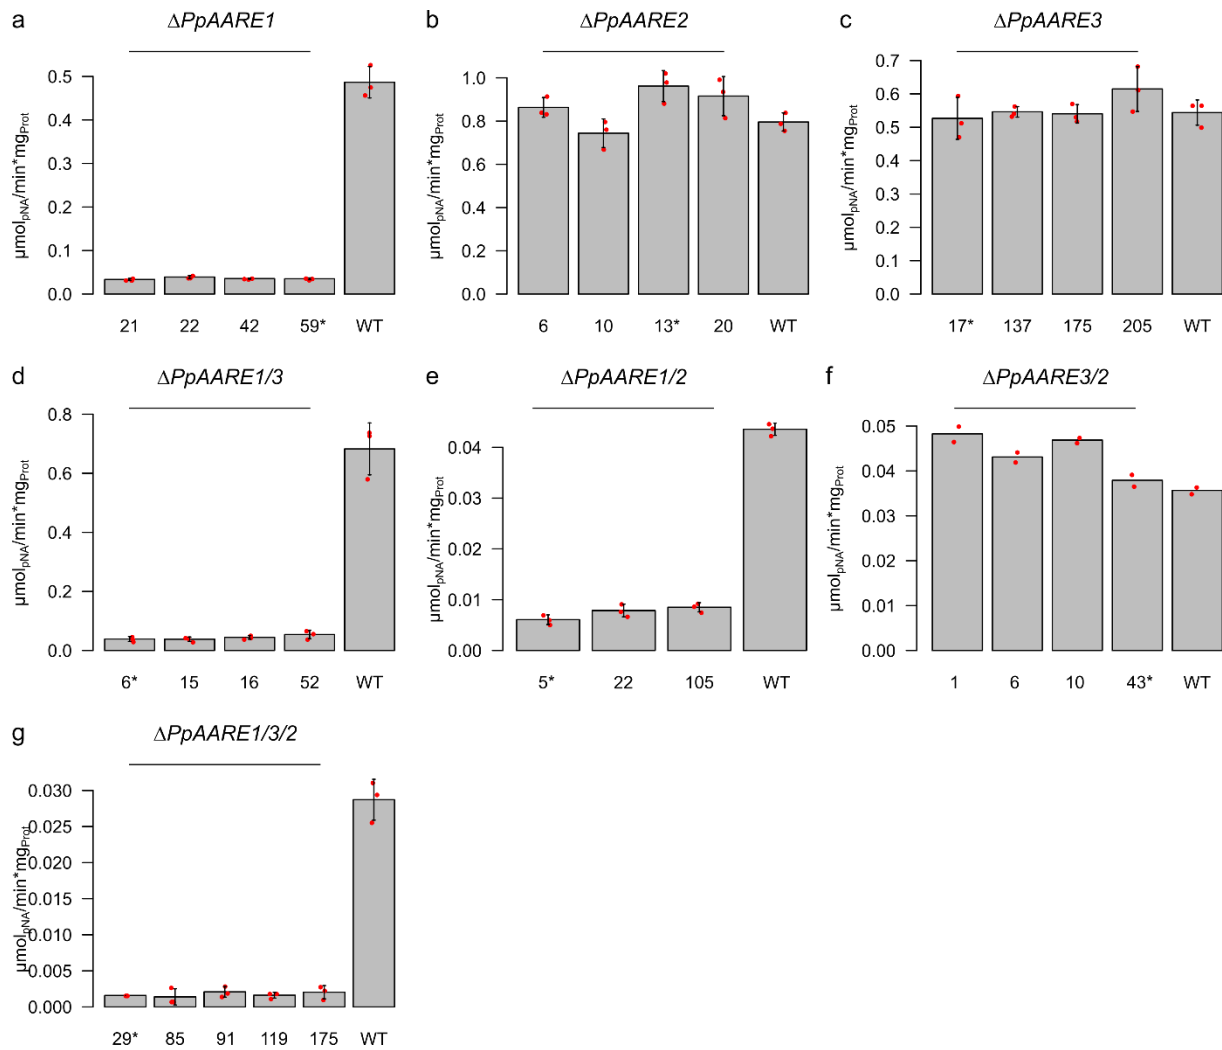 a
ΔPpAARE1
µmolpNA/min*mgProt
0.5
0.4
0.3
0.2
0.1
0.0
21 22 42 59* WT
b
ΔPpAARE2
µmolpNA/min*mgProt
1.0
0.8
0.6
0.4
0.2
0.0
6 10 13* 20 WT
c
ΔPpAARE3
µmolpNA/min*mgProt
0.7
0.6
0.5
0.4
0.3
0.2
0.1
0.0
17* 137 175 205 WT
d
ΔPpAARE1/3
µmolpNA/min*mgProt
0.8
0.6
0.4
0.2
0.0
6* 15 16 52 WT
e
ΔPpAARE1/2
µmolpNA/min*mgProt
0.04
0.03
0.02
0.01
0.00
5* 22 105 WT
f
ΔPpAARE3/2
µmolpNA/min*mgProt
0.05
0.04
0.03
0.02
0.01
0.00
1 6 10 43* WT
g
ΔPpAARE1/3/2
µmolpNA/min*mgProt
0.030
0.025
0.020
0.015
0.010
0.005
0.000
29* 85 91 119 175 WT